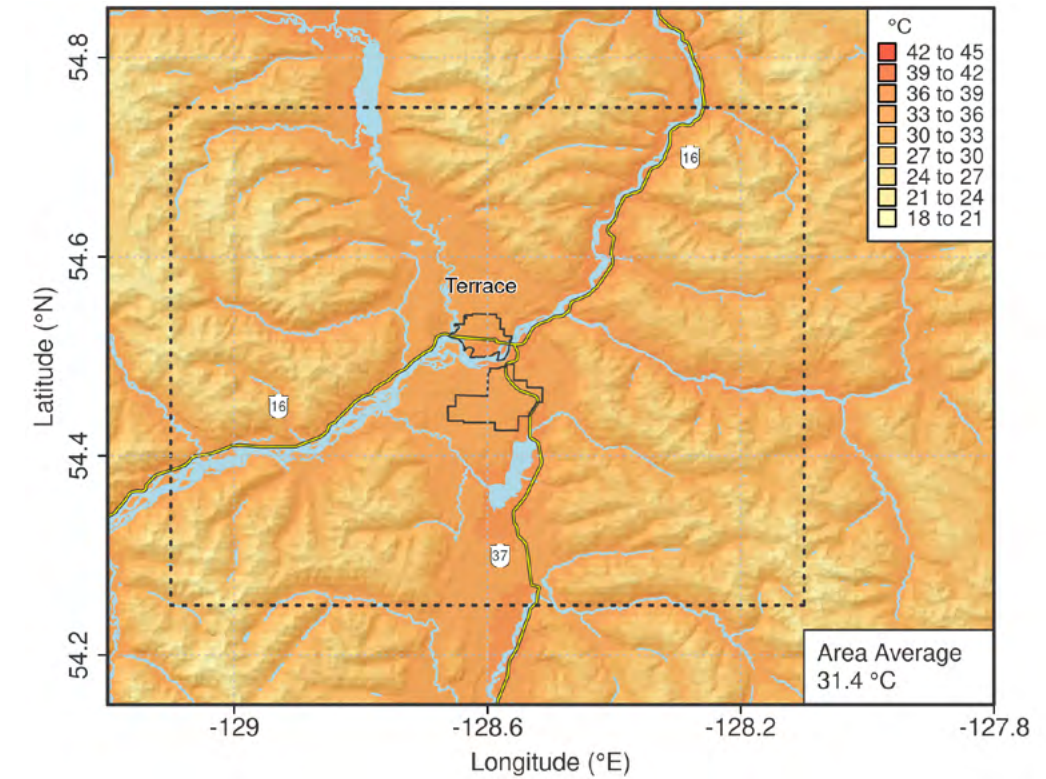 °C
42 to 45
39 to 42
36 to 39
33 to 36
30 to 33
27 to 30
24 to 27
21 to 24
18 to 21
54.8
54.6
54.4
54.2
Latitude (°N)
16
Terrace
16
37
Area Average
31.4 °C
-129
-128.6
-128.2
-127.8
Longitude (°E)